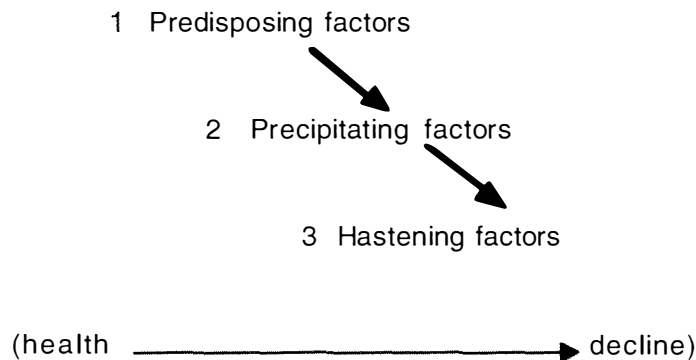 1 Predisposing factors
2 Precipitating factors
3 Hastening factors
(health decline)